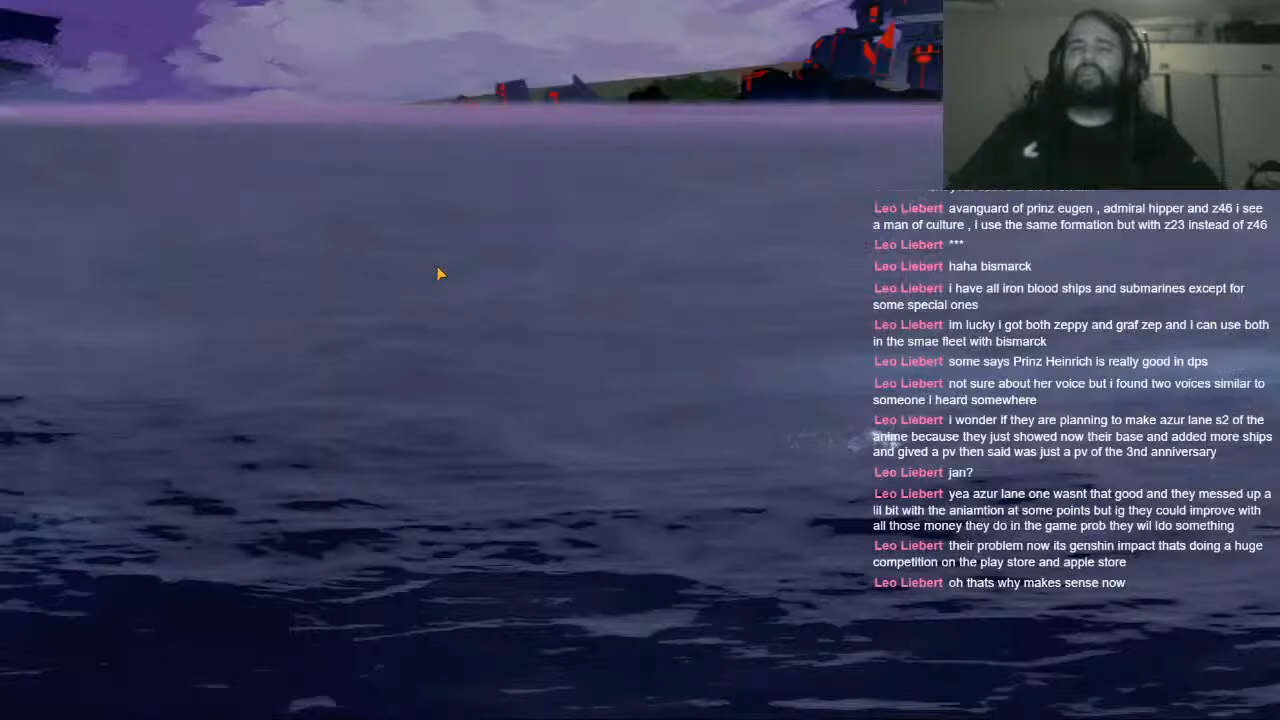 Leo Liebert avanguard of prinz eugen , admiral hipper and z46 i see
a man of culture , i use the same formation but with z23 instead of z46
Leo Liebert ***
Leo Liebert haha bismarck
Leo Liebert i have all iron blood ships and submarines except for
some special ones
Leo Liebert im lucky i got both zeppy and graf zep and i can use both
in the smae fleet with bismarck
Leo Liebert some says Prinz Heinrich is really good in dps
Leo Liebert not sure about her voice but i found two voices similar to
someone i heard somewhere
Leo Liebert i wonder if they are planning to make azur lane s2 of the
anime because they just showed now their base and added more ships
and gived a pv then said was just a pv of the 3nd anniversary
Leo Liebert jan?
Leo Liebert yea azur lane one wasnt that good and they messed up a
lil bit with the aniamtion at some points but ig they could improve with
all those money they do in the game prob they wil ldo something
Leo Liebert their problem now its genshin impact thats doing a huge
competition on the play store and apple store
Leo Liebert oh thats why makes sense now